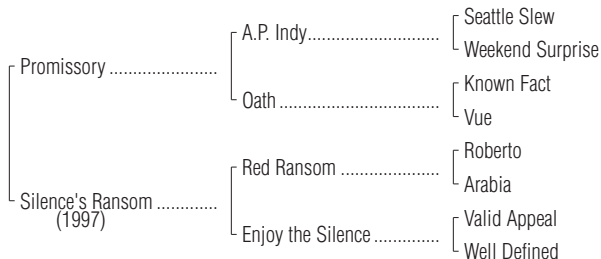 Seattle Slew
A.P. Indy..................................
Weekend Surprise
Promissory .......................
Known Fact
Oath ........................................
Vue
Roberto
Red Ransom ........................
Arabia
Silence's Ransom .............
(1997)
Valid Appeal
Enjoy the Silence................
Well Defined